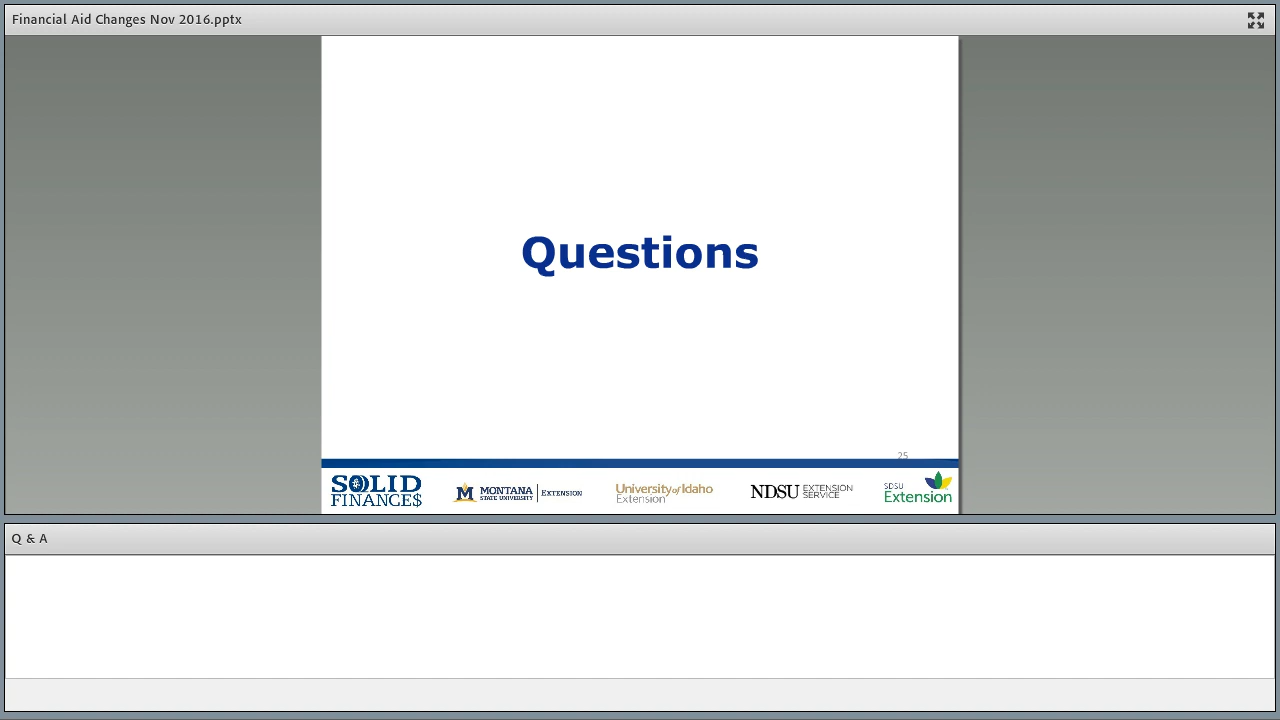 Financial Aid Changes Nov 2016.pptx
Questions
25
SOLID
FINANCE$
M MONTANA
STATE UNIVERSITY
EXTENSION
University of Idaho
Extension
NDSU EXTENSION
SERVICE
SDSU
Extension
Q & A